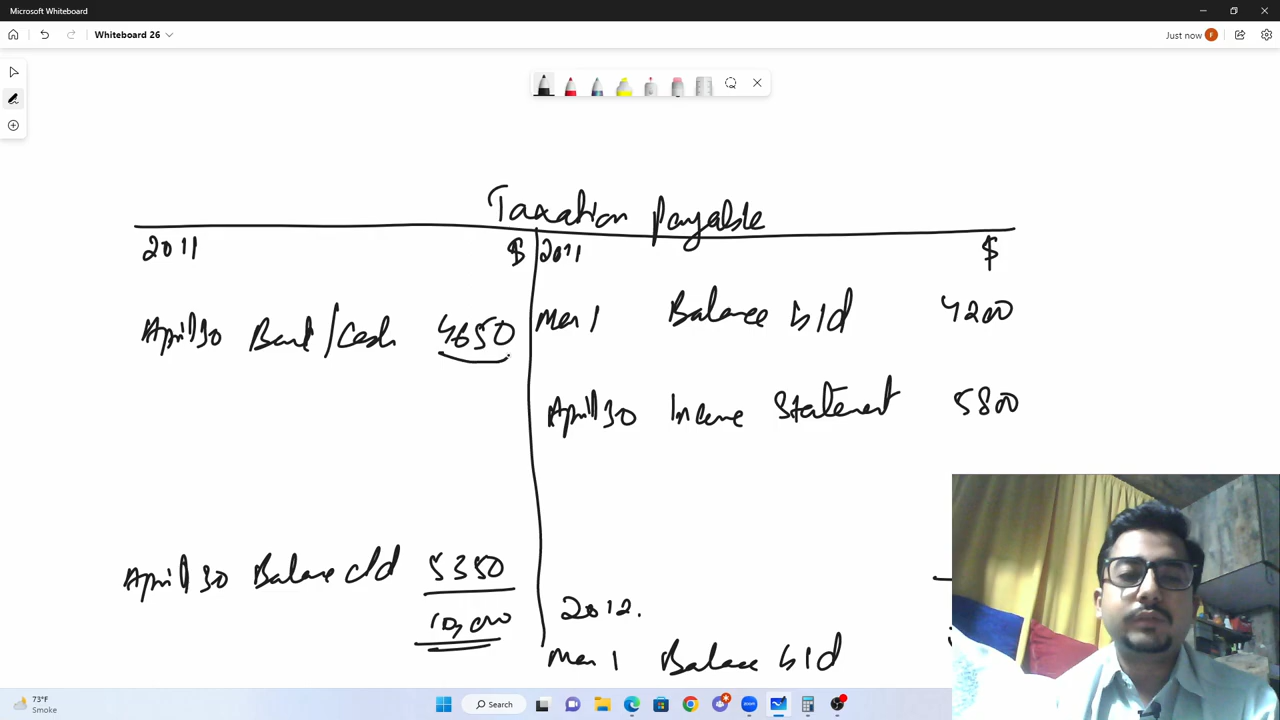 Microsoft Whiteboard
Whiteboard 26
Just now F
Taxation Payable
2011 $ 2011 $
Mar 1 Balance b/d 4200
April 30 Bank/Cash 4650
April 30 Income Statement 5800
April 30 Balance c/d 5350
10,000
2012.
Mar 1 Balance b/d
73°F
Smoke
Search
zoom